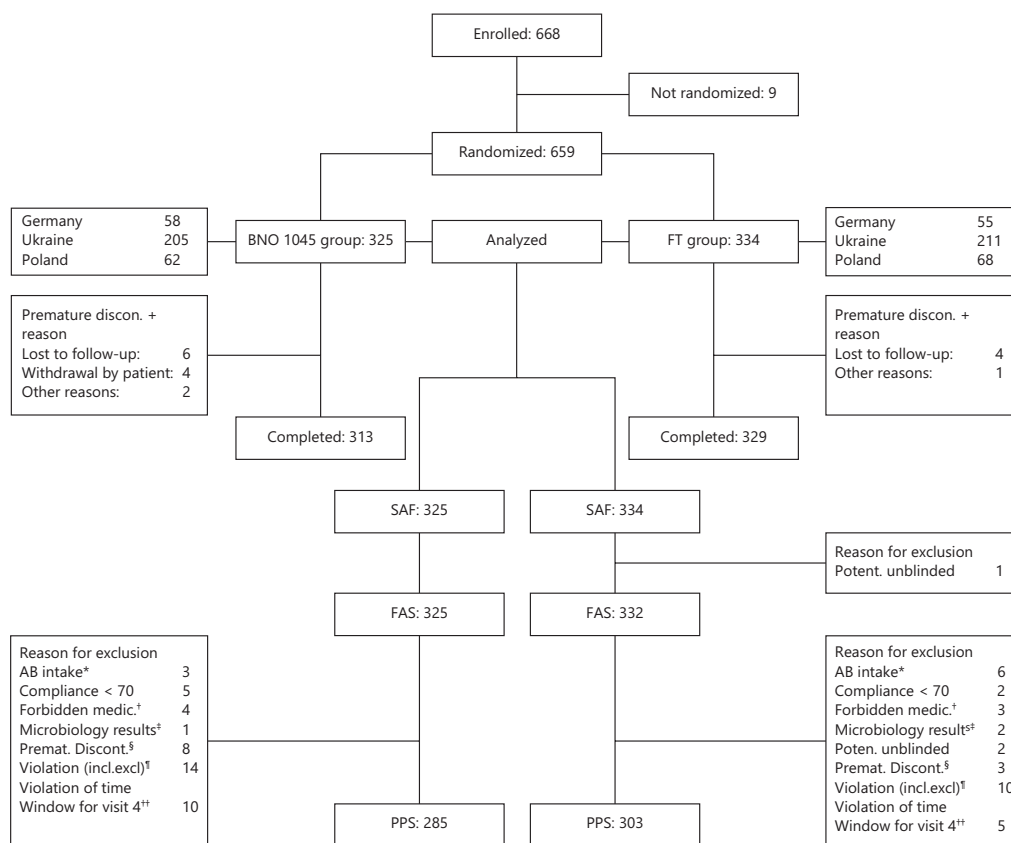 Enrolled: 668
Not randomized: 9
Randomized: 659
Germany 58
Ukraine 205
Poland 62
BNO 1045 group: 325
Analyzed
FT group: 334
Germany 55
Ukraine 211
Poland 68
Premature discon. +
reason
Lost to follow-up: 6
Withdrawal by patient: 4
Other reasons: 2
Premature discon. +
reason
Lost to follow-up: 4
Other reasons: 1
Completed: 313
Completed: 329
SAF: 325
SAF: 334
Reason for exclusion
Potent. unblinded 1
FAS: 325
FAS: 332
Reason for exclusion
AB intake* 3
Compliance < 70 5
Forbidden medic.† 4
Microbiology results‡ 1
Premat. Discont.§ 8
Violation (incl.excl)¶ 14
Violation of time
Window for visit 4†† 10
Reason for exclusion
AB intake* 6
Compliance < 70 2
Forbidden medic.† 3
Microbiology results‡ 2
Poten. unblinded 2
Premat. Discont.§ 3
Violation (incl.excl)¶ 10
Violation of time
Window for visit 4†† 5
PPS: 285
PPS: 303